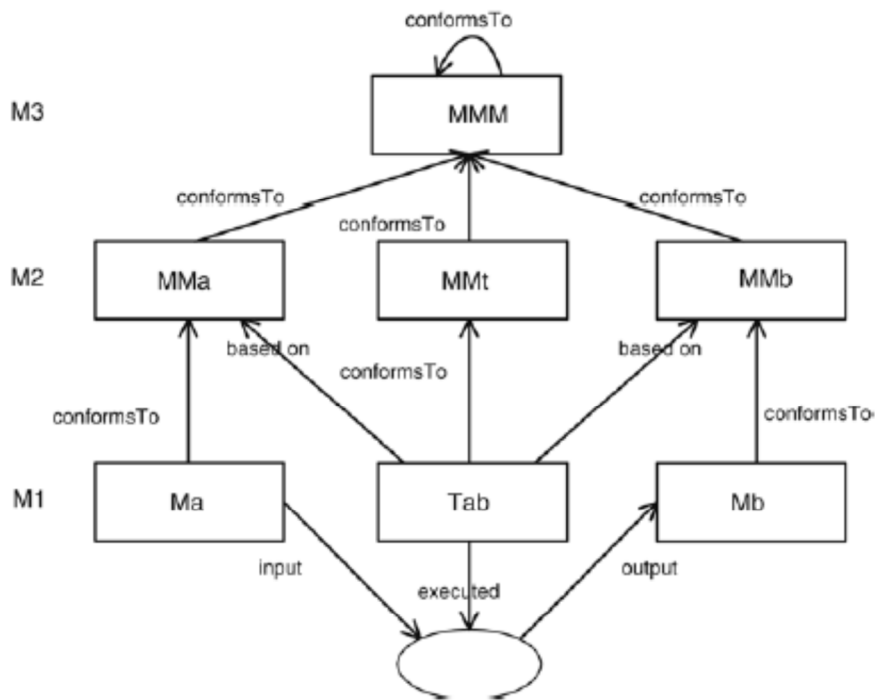 conformsTo
M3
MMM
conformsTo
conformsTo
conformsTo
M2
MMa
MMt
MMb
based on
based on
conformsTo
conformsTo
conformsTo
M1
Ma
Tab
Mb
input
executed
output